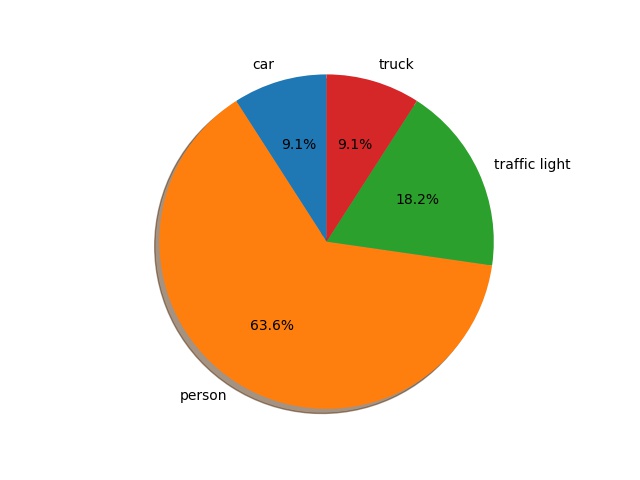 car
truck
9.1%
9.1%
traffic light
18.2%
63.6%
person